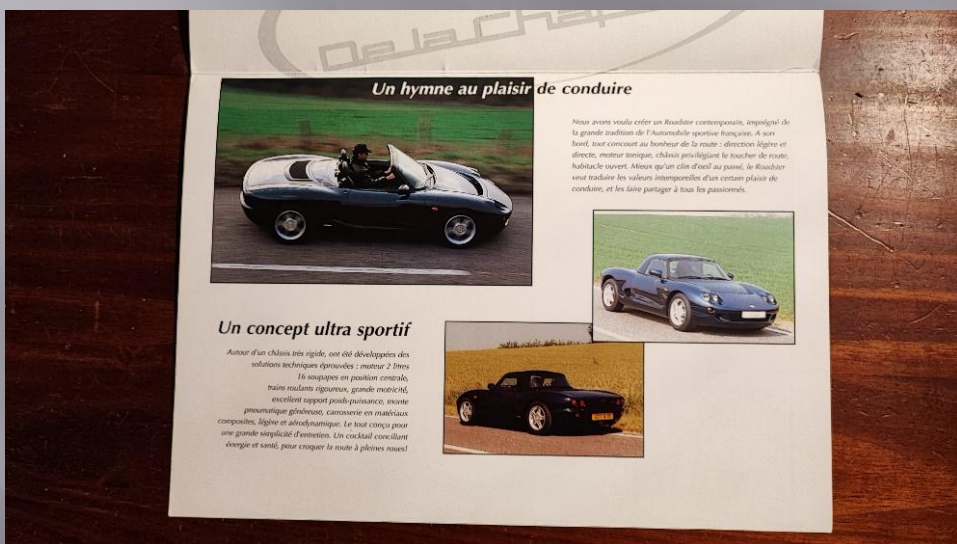 De la Chap
Un hymne au plaisir de conduire
Nous avons voulu créer un Roadster contemporain, imprégné de
la grande tradition de l'Automobile sportive française. A son
bord, tout concourt au bonheur de la route : direction légère et
directe, moteur tonique, châssis privilégiant le toucher de route,
habitacle ouvert. Mieux qu'un clin d'oeil au passé, le Roadster
veut traduire les valeurs intemporelles d'un certain plaisir de
conduire, et les faire partager à tous les passionnés.
Un concept ultra sportif
Autour d'un châssis très rigide, ont été développées des
solutions techniques éprouvées : moteur 2 litres
16 soupapes en position centrale,
trains roulants rigoureux, grande motricité,
excellent rapport poids-puissance, monte
pneumatique généreuse, carrosserie en matériaux
composites, légère et aérodynamique. Le tout conçu pour
une grande simplicité d'entretien. Un cocktail conciliant
énergie et santé, pour croquer la route à pleines roues!